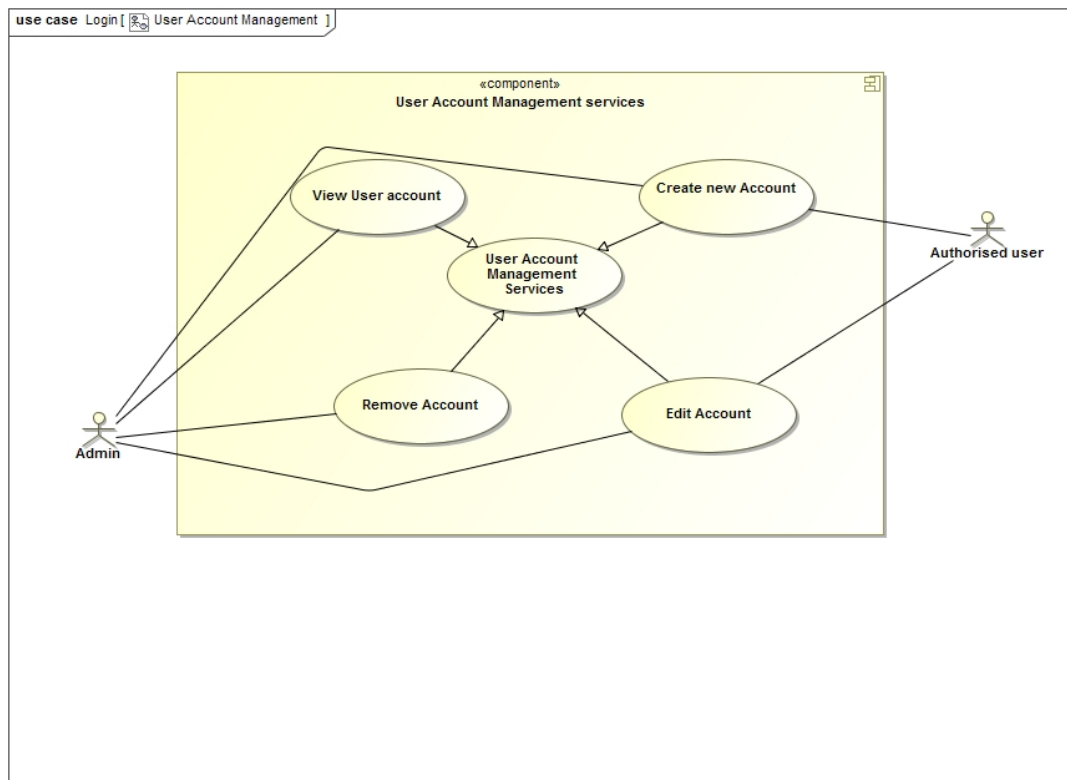 use case Login [ User Account Management ]
«component»
User Account Management services
View User account
Create new Account
User Account
Management
Services
Authorised user
Remove Account
Edit Account
Admin